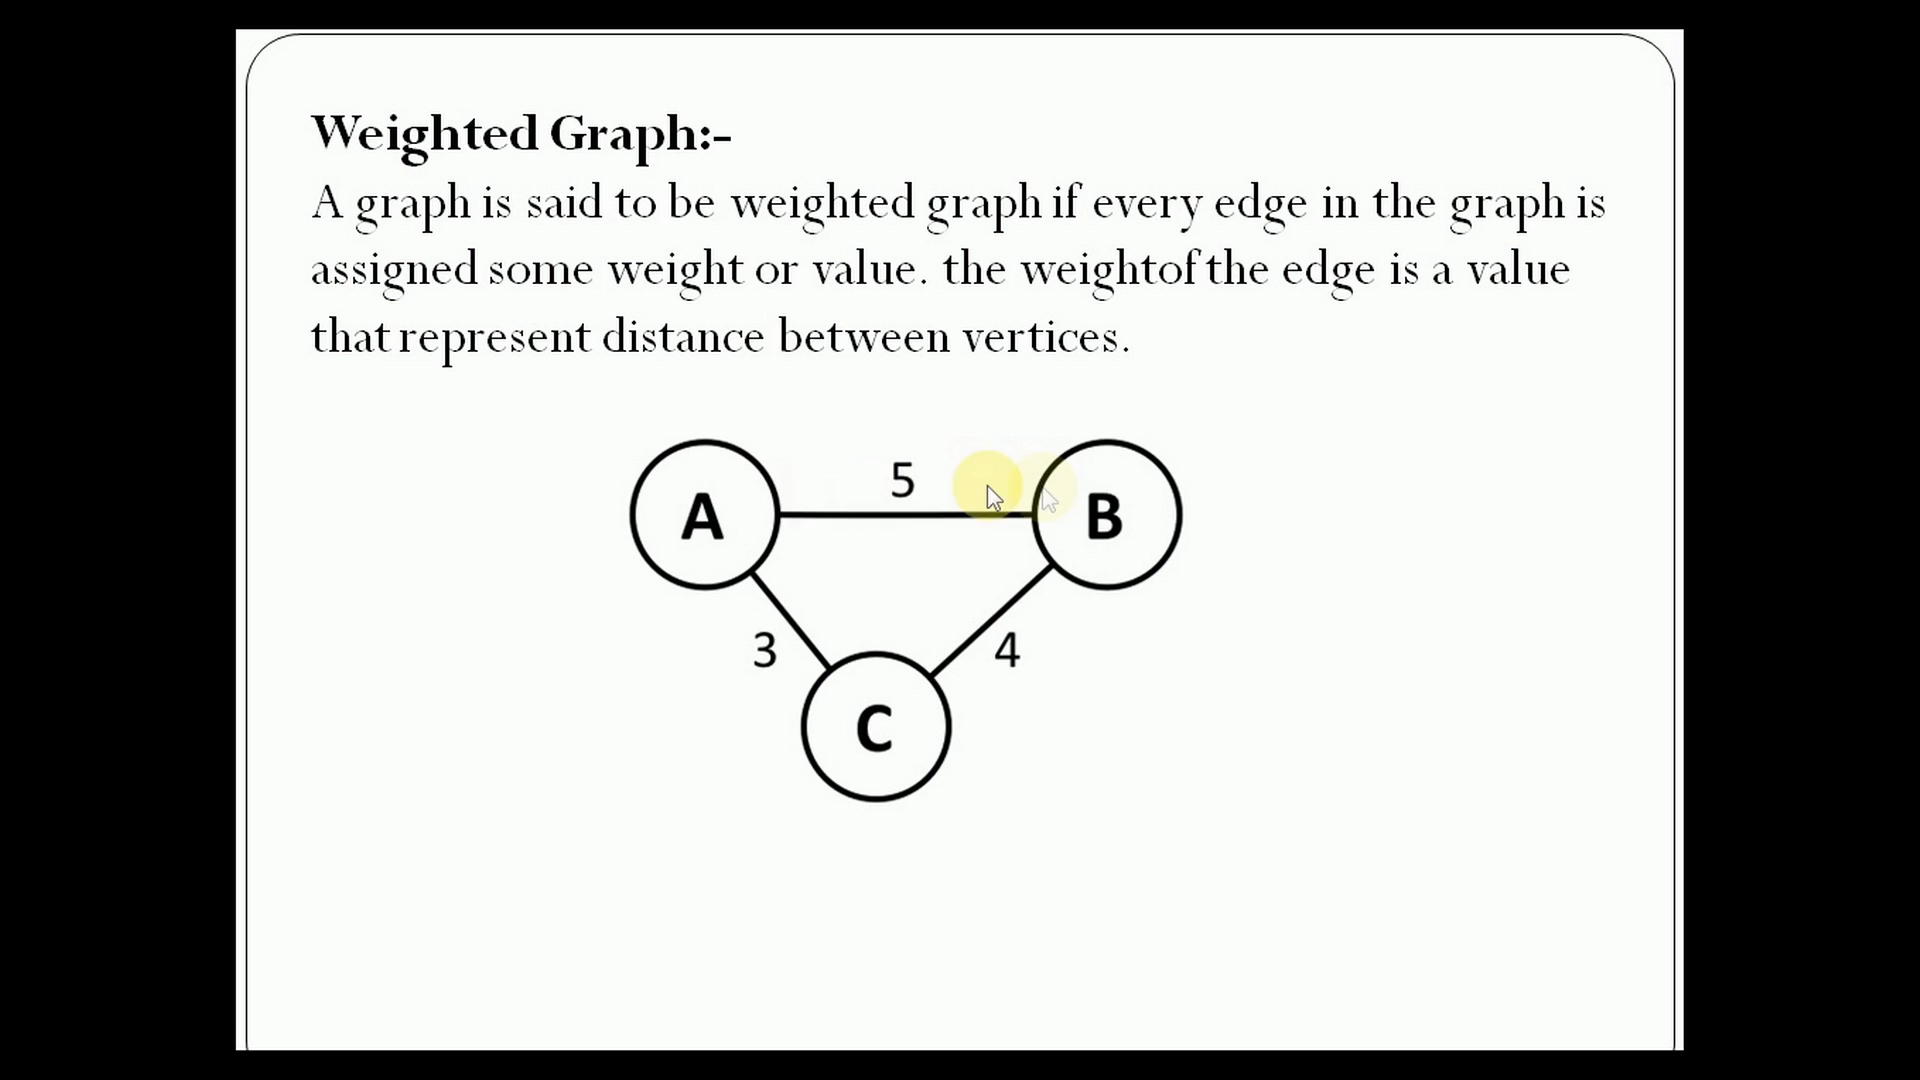 Weighted Graph:-
A graph is said to be weighted graph if every edge in the graph is
assigned some weight or value. the weightof the edge is a value
that represent distance between vertices.
5
A
B
3
4
C